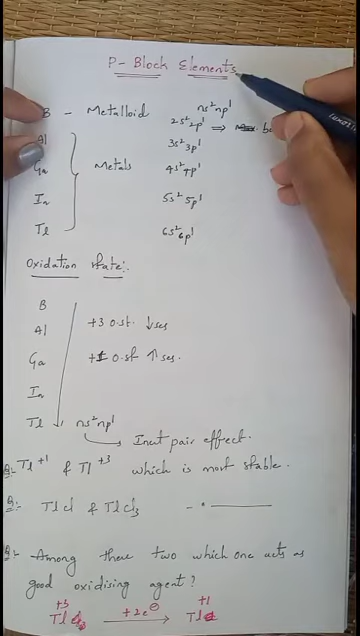 P- Block Elements
B - Metalloid ns²np¹
2s²2p¹ ⇒
Al 3s²3p¹
Ga Metals 4s²4p¹
In 5s²5p¹
Tl 6s²6p¹
Oxidation State:
B
Al +3 o.st. ↓ses
Ga +1 o.st ↑ses.
In
Tl ns²np¹
Inert pair effect.
Q:- Tl⁺¹ & Tl⁺³ which is most stable.
Q:- TlCl & TlCl₃ -
Q:- Among these two which one acts as
good oxidising agent?
+3 +1
TlCl₃ +2e⊖ → TlCl